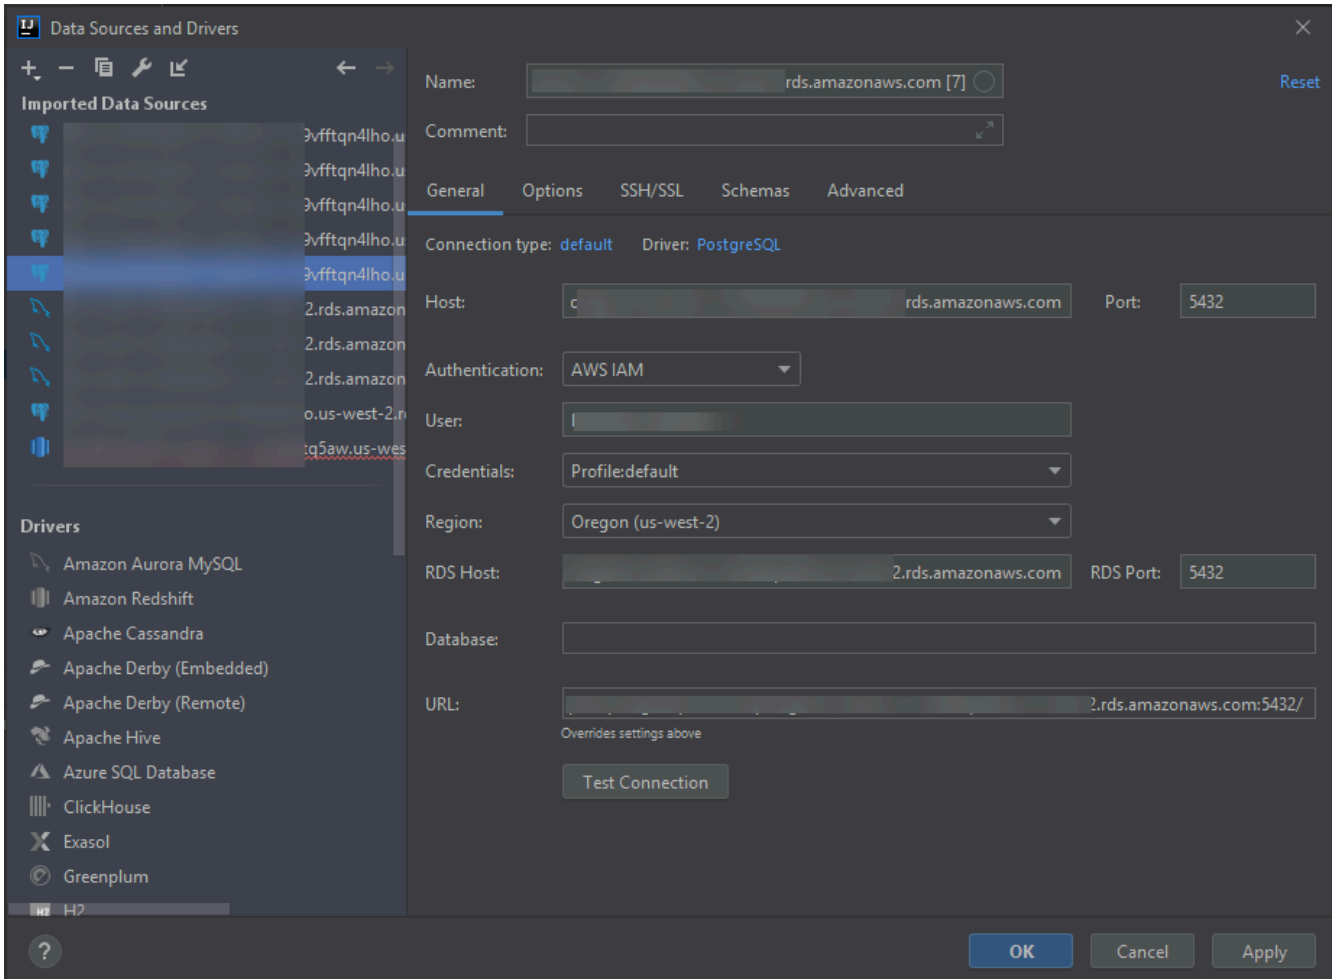 IJ Data Sources and Drivers
Imported Data Sources
9vfftqn4lho.u
9vfftqn4lho.u
9vfftqn4lho.u
9vfftqn4lho.u
9vfftqn4lho.u
2.rds.amazon
2.rds.amazon
2.rds.amazon
o.us-west-2.r
tq5aw.us-wes
Drivers
Amazon Aurora MySQL
Amazon Redshift
Apache Cassandra
Apache Derby (Embedded)
Apache Derby (Remote)
Apache Hive
Azure SQL Database
ClickHouse
Exasol
Greenplum
H2 H2
Name: rds.amazonaws.com [7] Reset
Comment:
General Options SSH/SSL Schemas Advanced
Connection type: default Driver: PostgreSQL
Host: rds.amazonaws.com Port: 5432
Authentication: AWS IAM
User:
Credentials: Profile:default
Region: Oregon (us-west-2)
RDS Host: 2.rds.amazonaws.com RDS Port: 5432
Database:
URL: 2.rds.amazonaws.com:5432/
Overrides settings above
Test Connection
? OK Cancel Apply